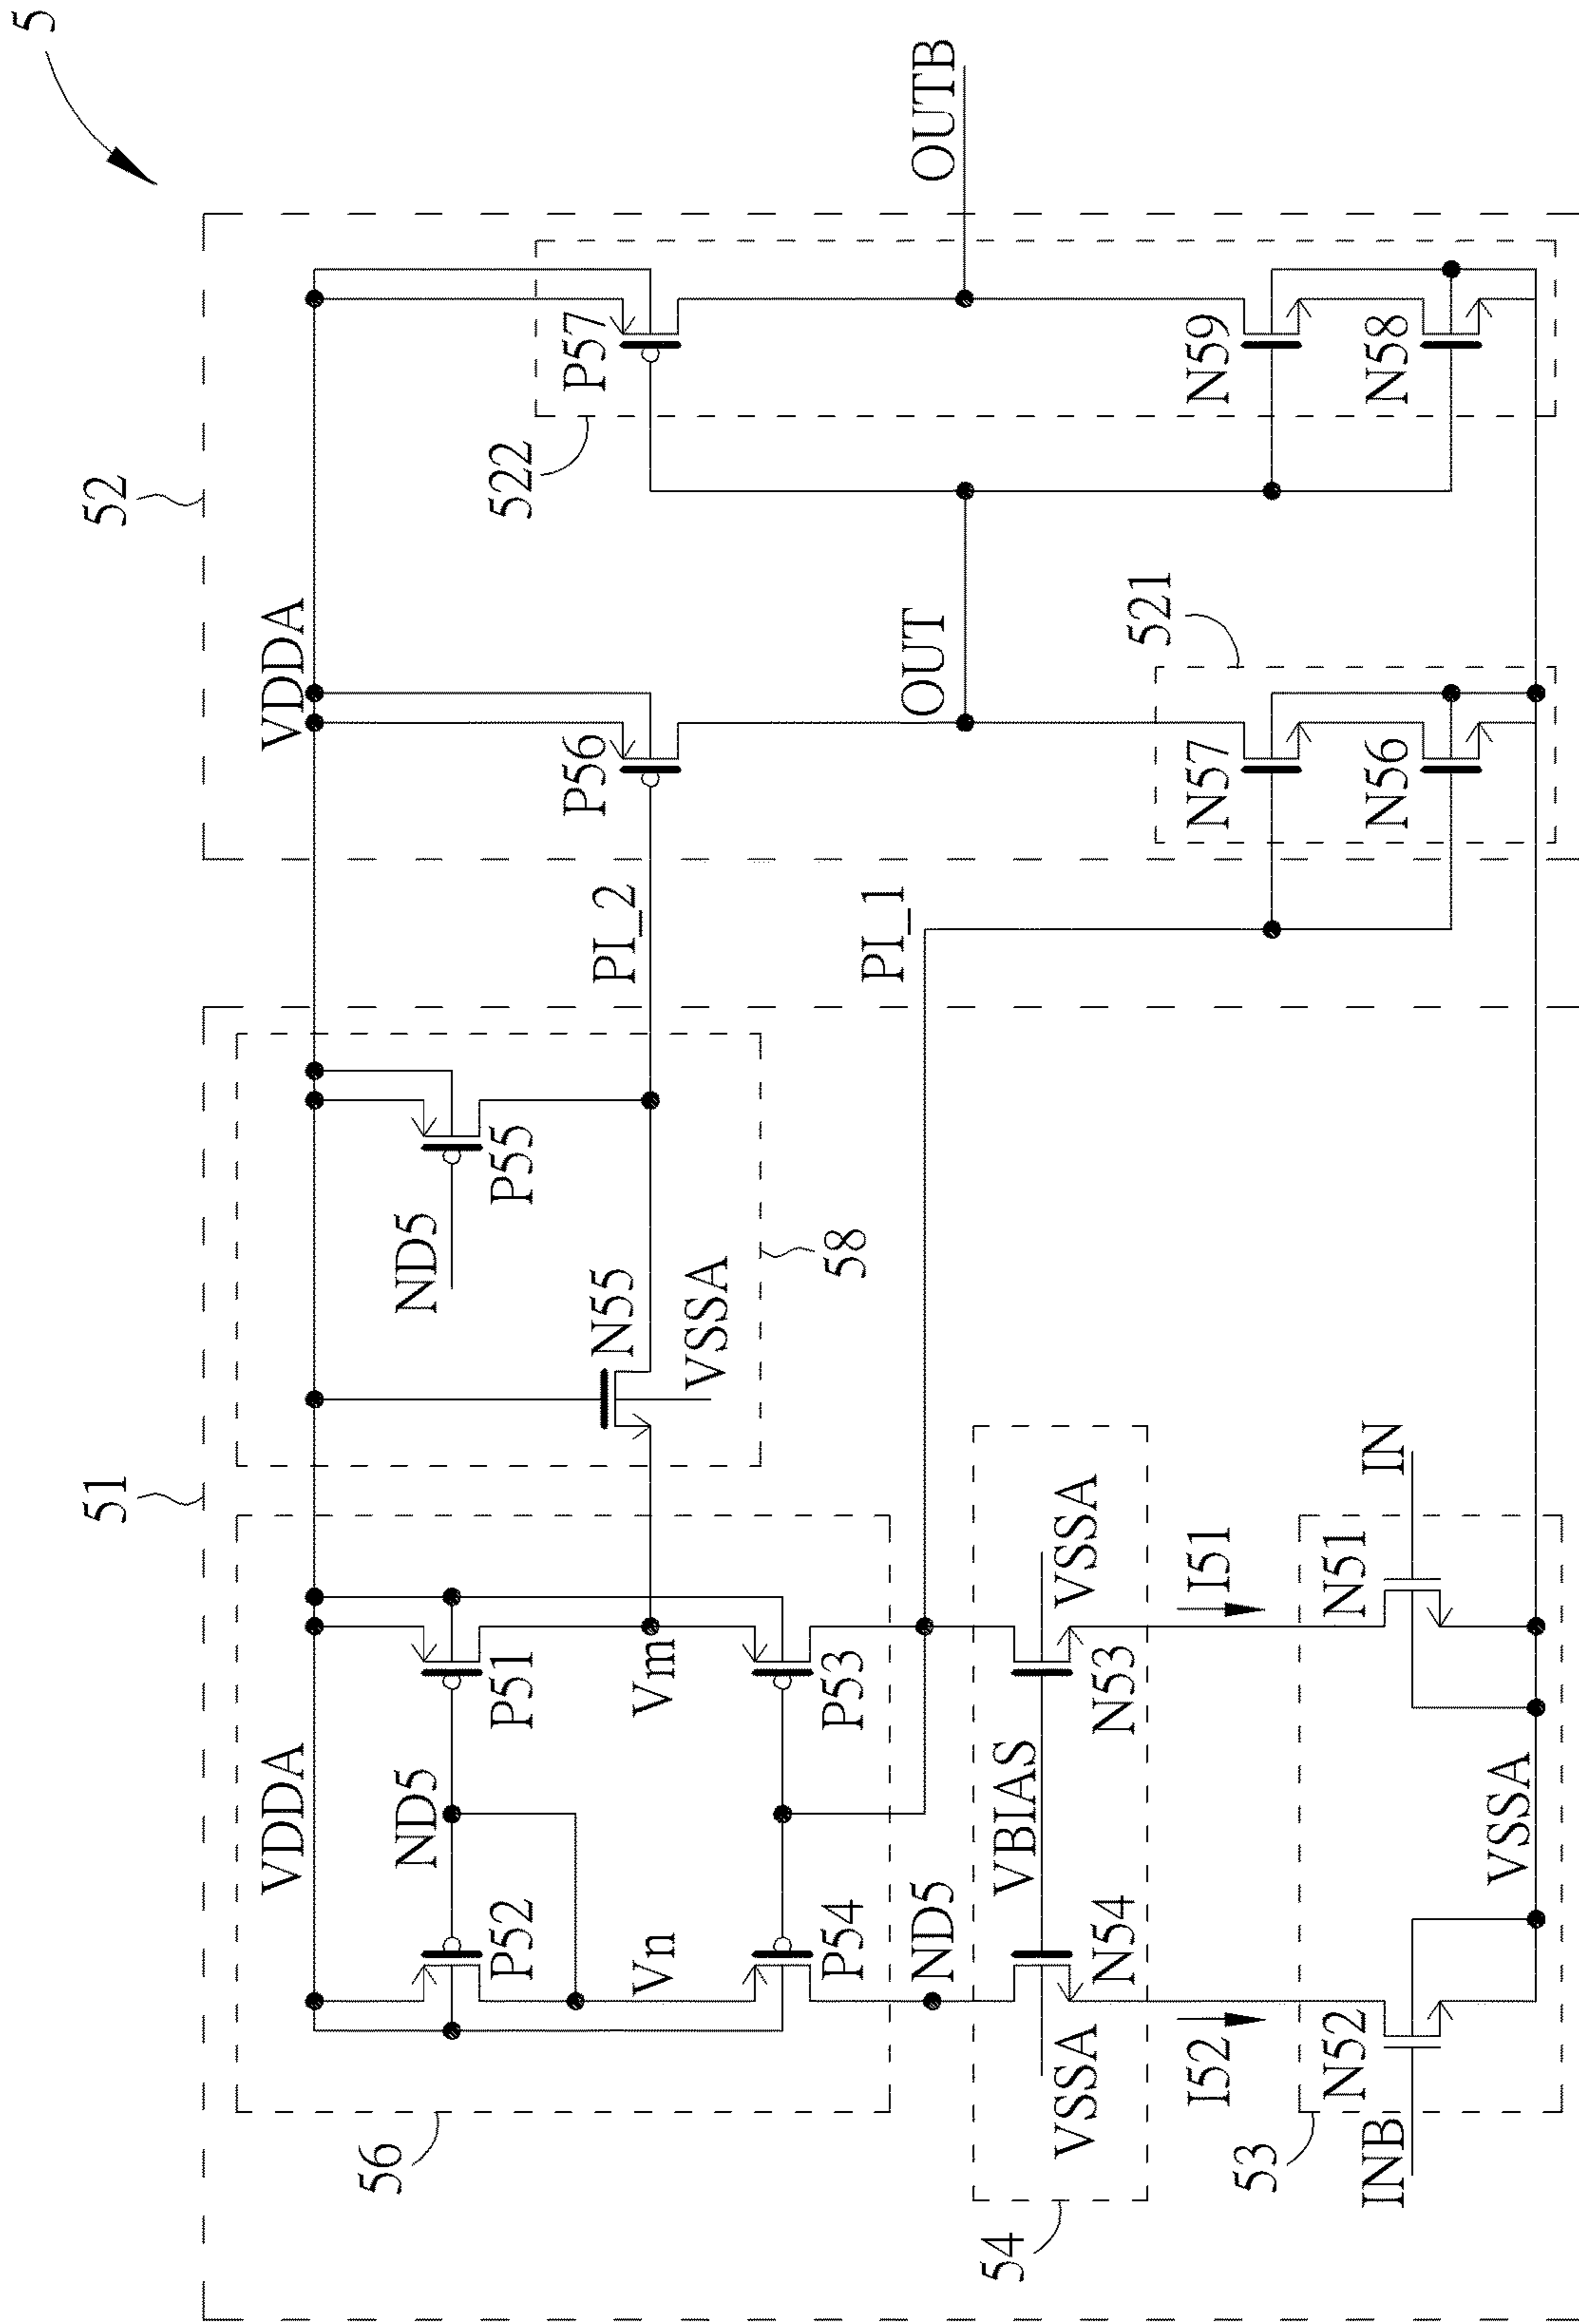 5
52
51
VDDA
VDDA
ND5
ND5
P52
P51
P55
P56
P57
522
56
58
N55
PI_2
Vn
Vm
VSSA
P54
P53
PI_1
OUT
OUTB
ND5
VBIAS
VSSA
VSSA
54
N54
N53
521
I52
I51
N57
N59
53
INB
N52
N51
IN
N56
N58
VSSA